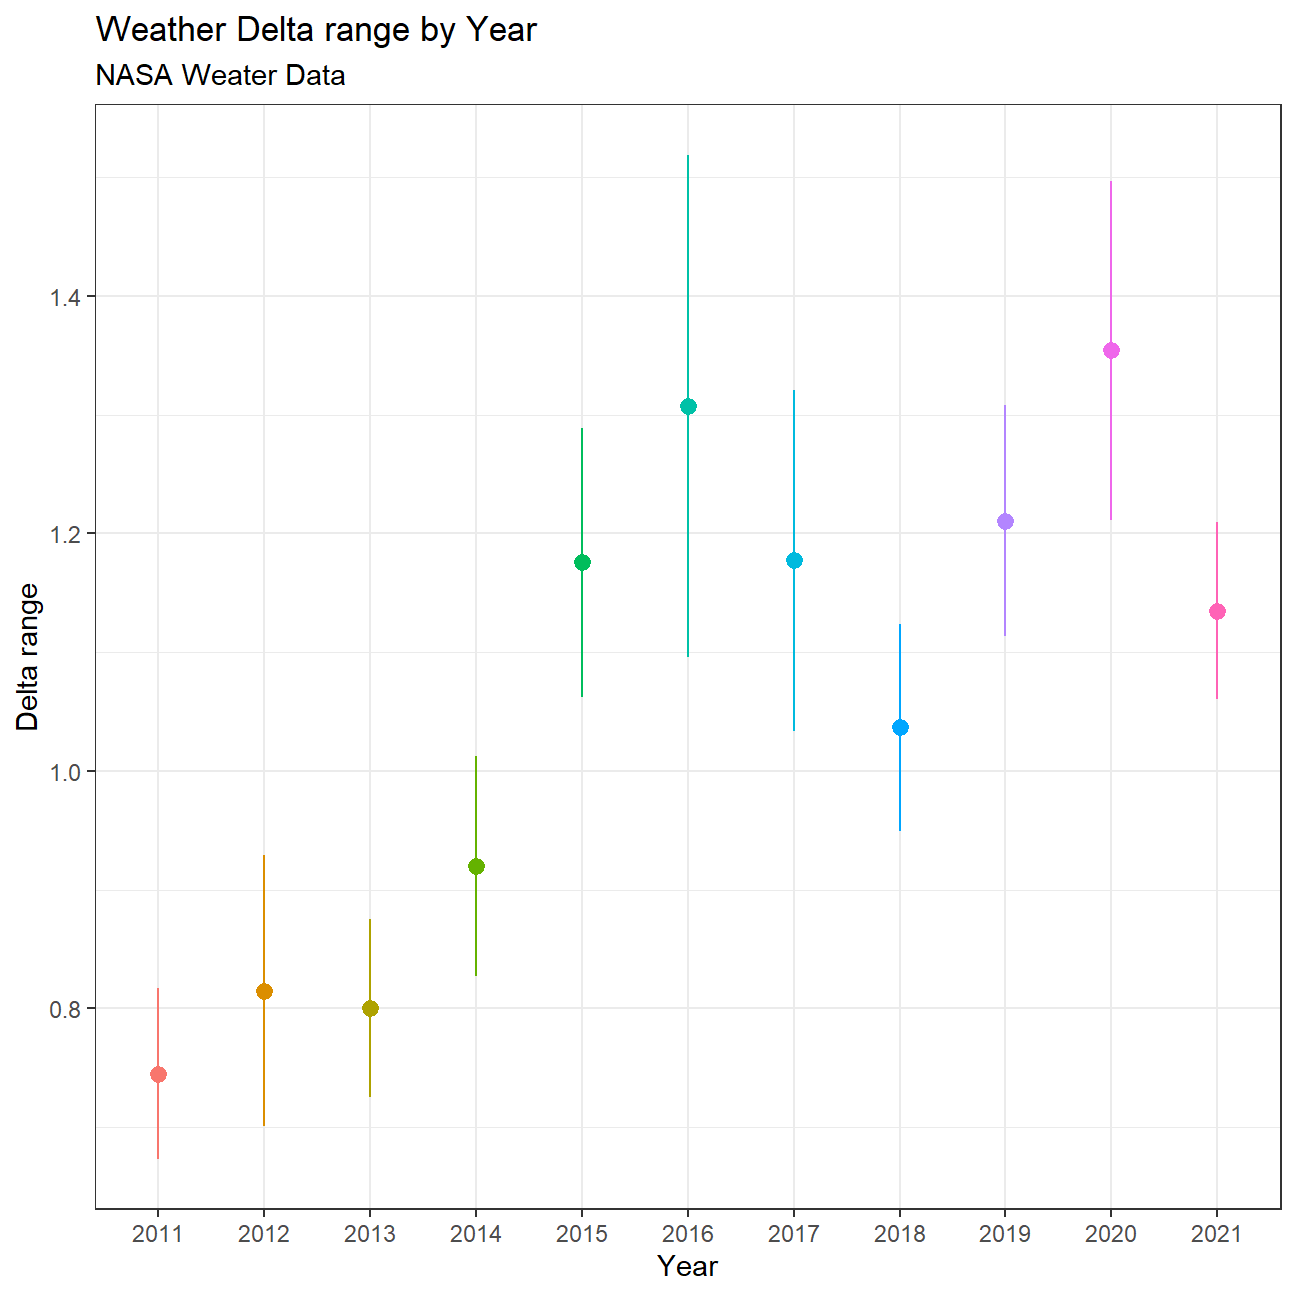 Weather Delta range by Year
NASA Weater Data
Delta range
1.4
1.2
1.0
0.8
2011 2012 2013 2014 2015 2016 2017 2018 2019 2020 2021
Year